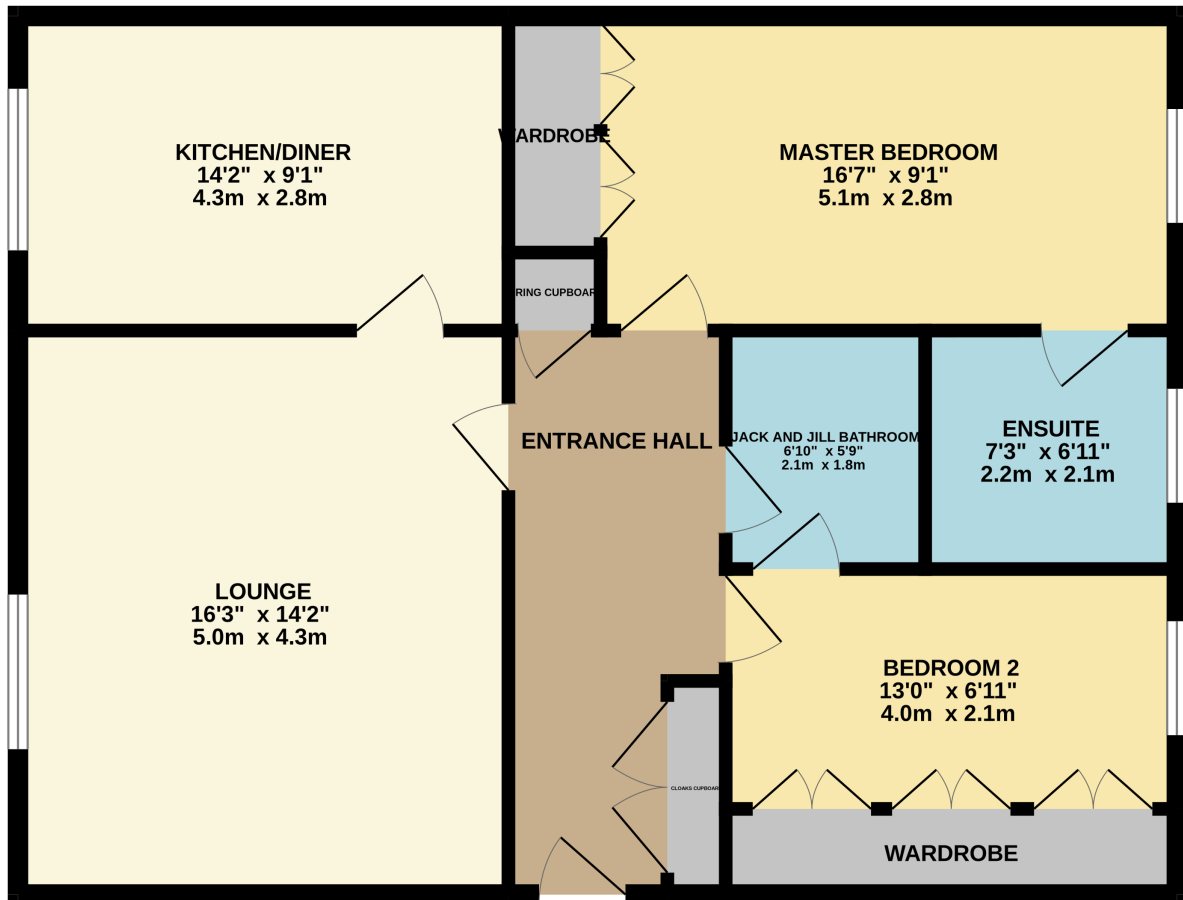 KITCHEN/DINER
14'2" x 9'1"
4.3m x 2.8m
WARDROBE
MASTER BEDROOM
16'7" x 9'1"
5.1m x 2.8m
RING CUPBOAR
ENTRANCE HALL
JACK AND JILL BATHROOM
6'10" x 5'9"
2.1m x 1.8m
ENSUITE
7'3" x 6'11"
2.2m x 2.1m
LOUNGE
16'3" x 14'2"
5.0m x 4.3m
BEDROOM 2
13'0" x 6'11"
4.0m x 2.1m
CLOAKS CUPBOAR
WARDROBE